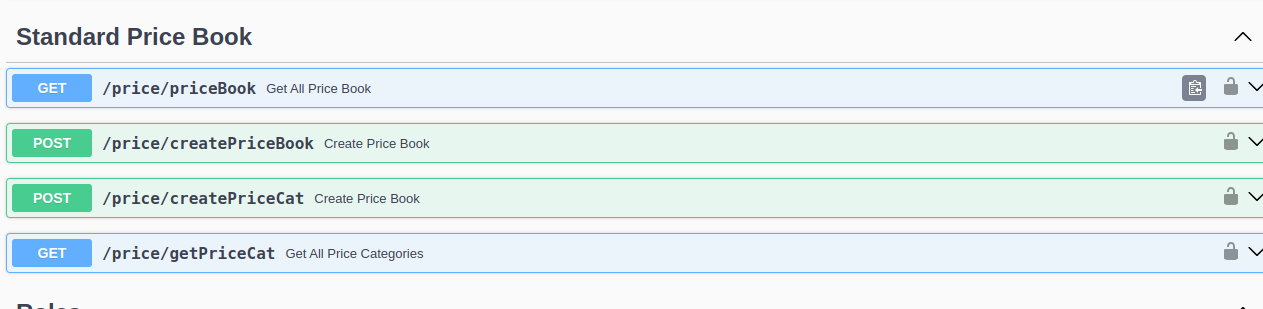 Standard Price Book
GET /price/priceBook Get All Price Book
POST /price/createPriceBook Create Price Book
POST /price/createPriceCat Create Price Book
GET /price/getPriceCat Get All Price Categories